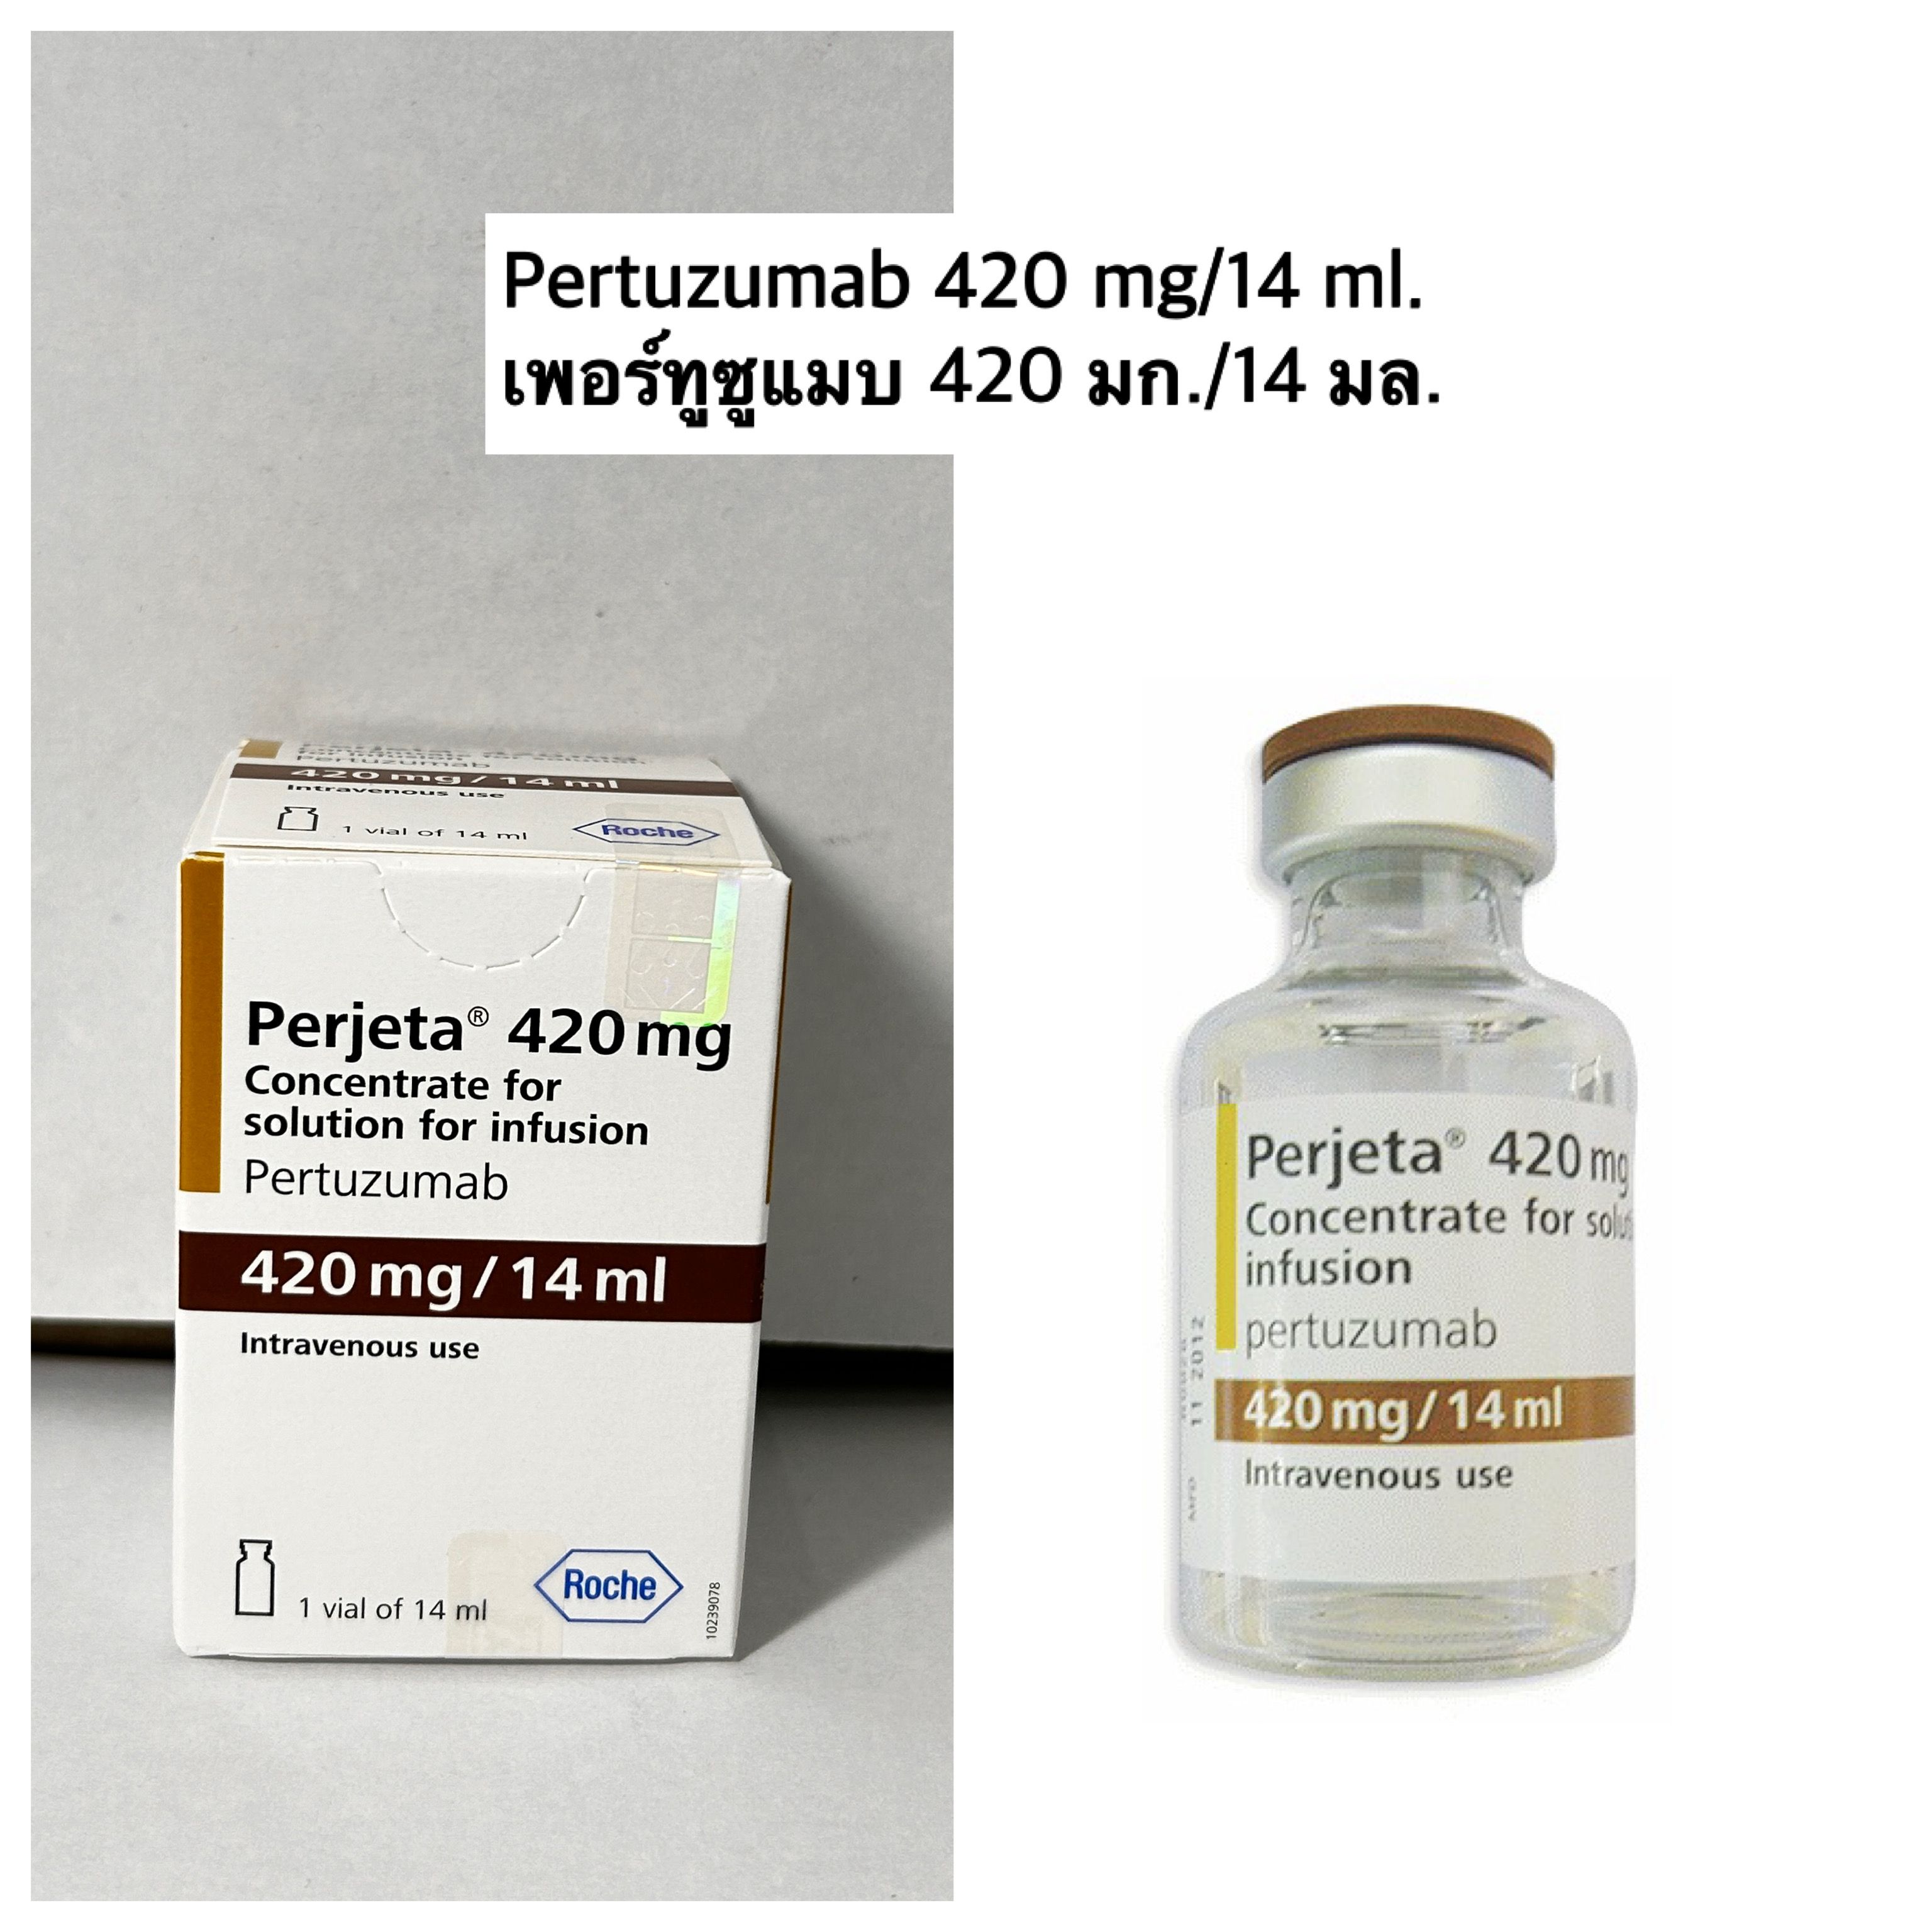 Pertuzumab 420 mg/14 ml.
เพอร์ทูซูแมบ 420 มก./14 มล.
Pertuzumab
420 mg / 14 ml
Intravenous use
1 vial of 14 ml
Roche
Perjeta® 420 mg
Concentrate for
solution for infusion
Pertuzumab
420 mg / 14 ml
Intravenous use
1 vial of 14 ml
Roche
10239078
Perjeta® 420 mg
Concentrate for
infusion
pertuzumab
420 mg / 14 ml
Intravenous use
11 2012